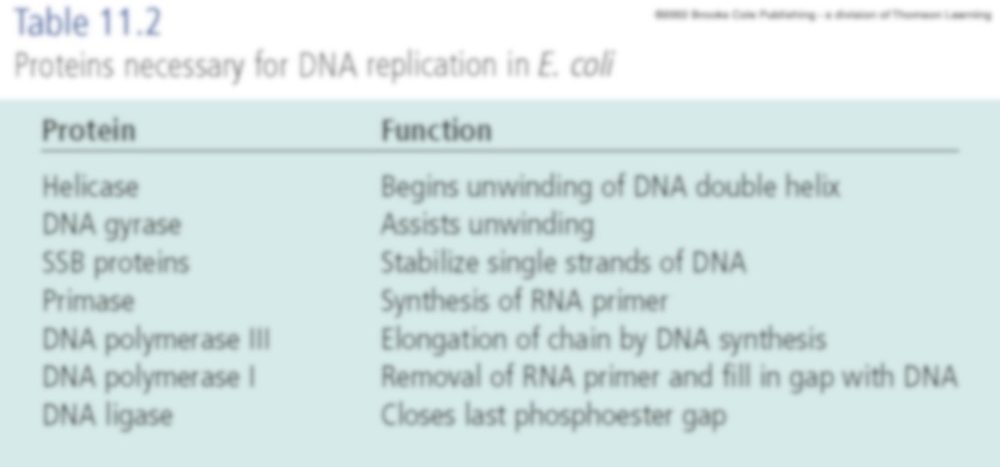 Table 11.2
©2002 Brooks Cole Publishing - a division of Thomson Learning
Proteins necessary for DNA replication in E. coli
Protein Function
Helicase Begins unwinding of DNA double helix
DNA gyrase Assists unwinding
SSB proteins Stabilize single strands of DNA
Primase Synthesis of RNA primer
DNA polymerase III Elongation of chain by DNA synthesis
DNA polymerase I Removal of RNA primer and fill in gap with DNA
DNA ligase Closes last phosphoester gap